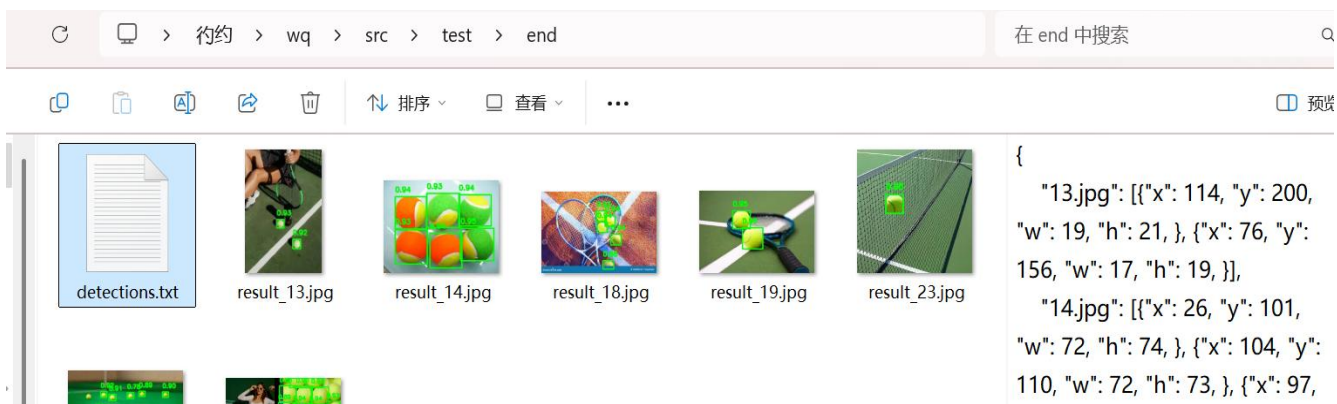 彴约 > wq > src > test > end
在 end 中搜索
排序
查看
预览
detections.txt
result_13.jpg
result_14.jpg
result_18.jpg
result_19.jpg
result_23.jpg
0.94 0.93 0.94
{
"13.jpg": [{"x": 114, "y": 200,
"w": 19, "h": 21, }, {"x": 76, "y":
156, "w": 17, "h": 19, }],
"14.jpg": [{"x": 26, "y": 101,
"w": 72, "h": 74, }, {"x": 104, "y":
110, "w": 72, "h": 73, }, {"x": 97,